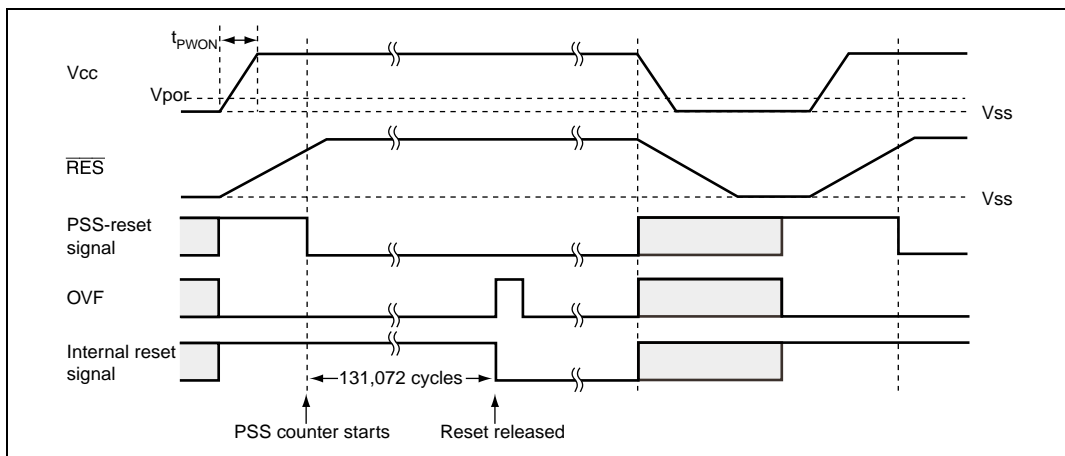 tPWON
Vcc
Vpor
Vss
RES
Vss
PSS-reset
signal
OVF
Internal reset
signal
131,072 cycles
PSS counter starts
Reset released